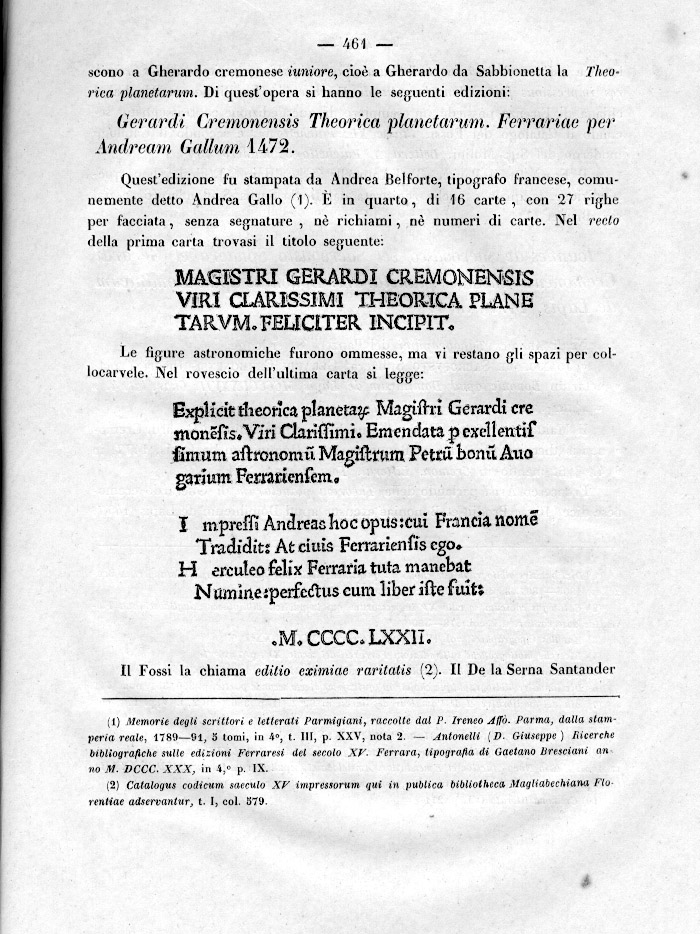 — 461 —
scono a Gherardo cremonese iuniore, cioè a Gherardo da Sabbionetta la Theo-
rica planetarum. Di quest'opera si hanno le seguenti edizioni:
Gerardi Cremonensis Theorica planetarum. Ferrariae per
Andream Gallum 1472.
Quest'edizione fu stampata da Andrea Belforte, tipografo francese, comu-
nemente detto Andrea Gallo (1). È in quarto, di 16 carte, con 27 righe
per facciata, senza segnature, nè richiami, nè numeri di carte. Nel recto
della prima carta trovasi il titolo seguente:
MAGISTRI GERARDI CREMONENSIS
VIRI CLARISSIMI THEORICA PLANE
TARVM. FELICITER INCIPIT.
Le figure astronomiche furono ommesse, ma vi restano gli spazi per col-
locarvele. Nel rovescio dell'ultima carta si legge:
Explicit theorica planetaꝝ Magiſtri Gerardi cre
monēſis. Viri Clariſſimi. Emendata p exellentiſ
ſimum aſtronomū Magiſtrum Petrū bonū Auo
garium Ferrarienſem.
I mpreſſi Andreas hoc opus: cui Francia nomē
Tradidit: At ciuis Ferrarienſis ego.
H erculeo felix Ferraria tuta manebat
Numine: perfectus cum liber iſte fuit:
.M. CCCC. LXXII.
Il Fossi la chiama editio eximiae raritatis (2). Il De la Serna Santander
(1) Memorie degli scrittori e letterati Parmigiani, raccolte dal P. Ireneo Affò. Parma, dalla stam-
peria reale, 1789—91, 5 tomi, in 4º, t. III, p. XXV, nota 2. — Antonelli (D. Giuseppe) Ricerche
bibliografiche sulle edizioni Ferraresi del secolo XV. Ferrara, tipografia di Gaetano Bresciani an-
no M. DCCC. XXX, in 4,º p. IX.
(2) Catalogus codicum saeculo XV impressorum qui in publica bibliotheca Magliabechiana Flo-
rentiae adservantur, t. I, col. 579.